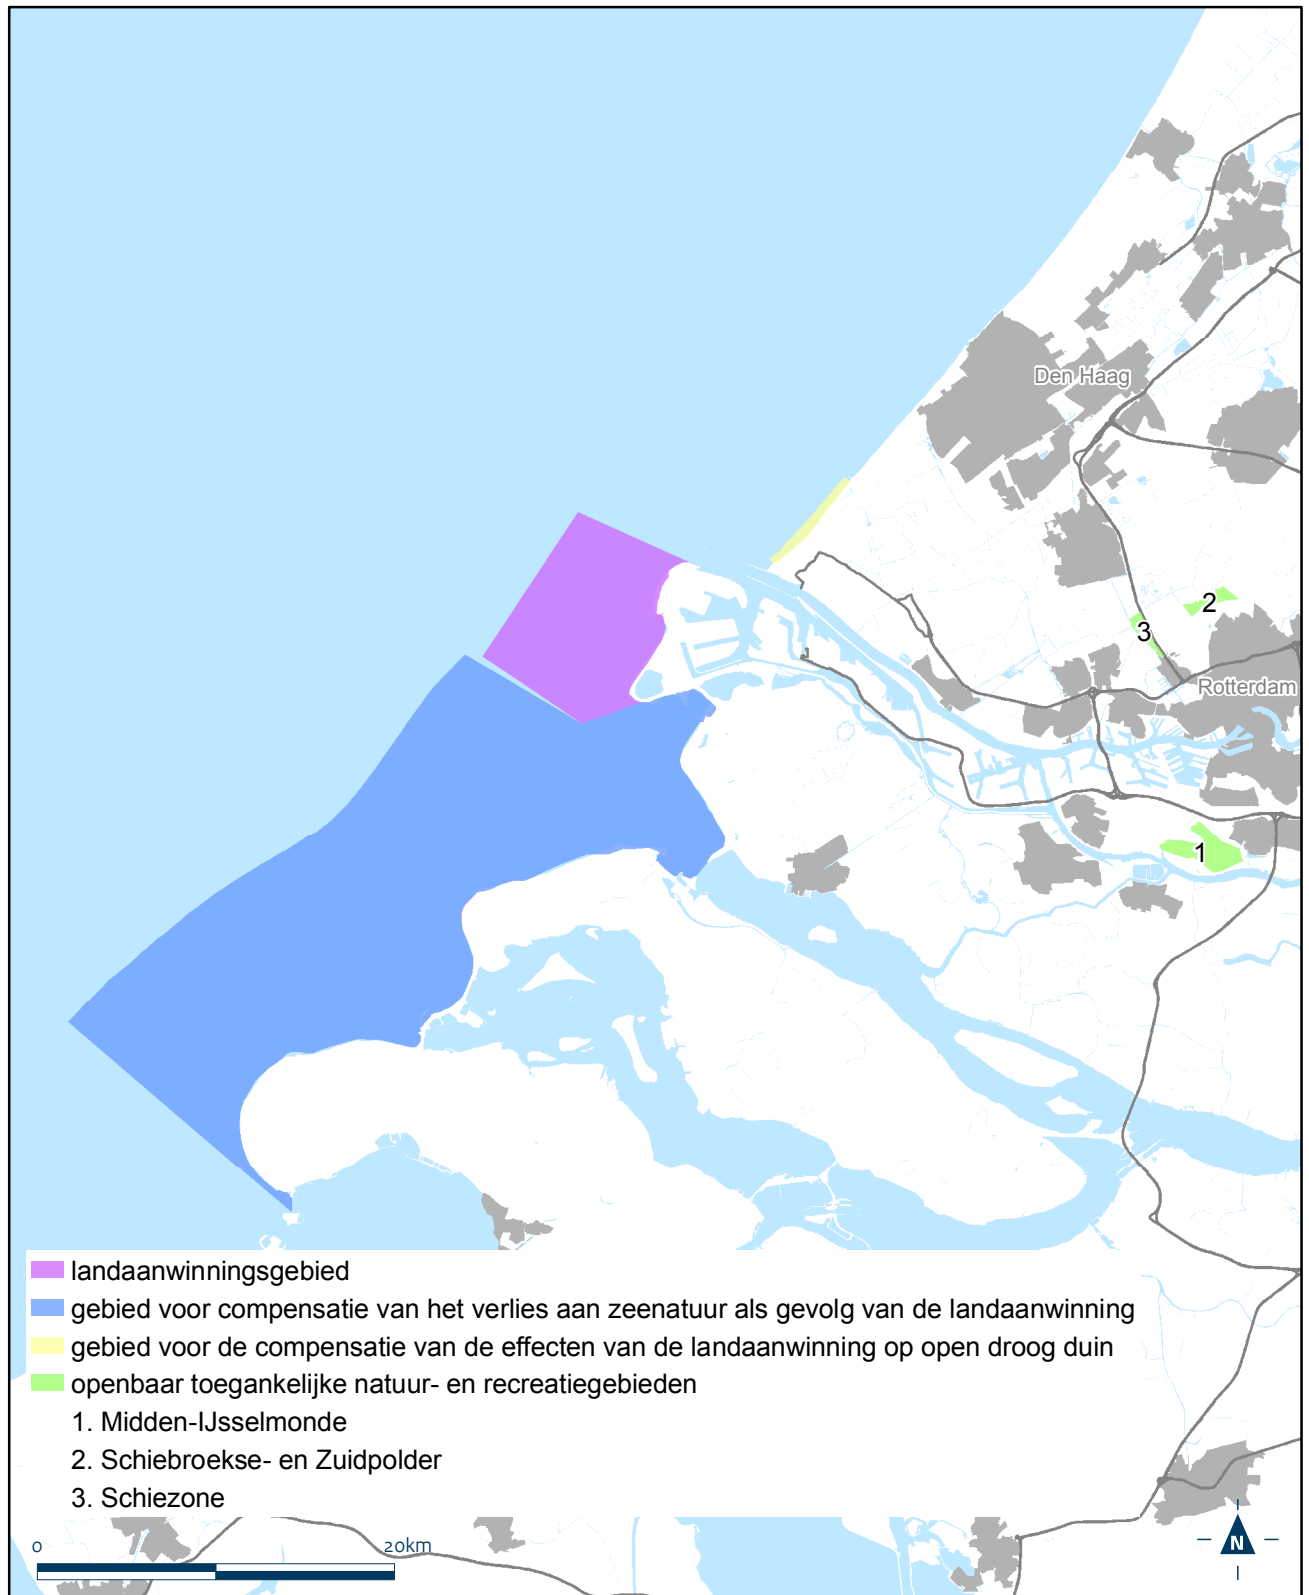 Den Haag
2
3
Rotterdam
1
landaanwinningsgebied
gebied voor compensatie van het verlies aan zeenatuur als gevolg van de landaanwinning
gebied voor de compensatie van de effecten van de landaanwinning op open droog duin
openbaar toegankelijke natuur- en recreatiegebieden
1. Midden-IJsselmonde
2. Schiebroekse- en Zuidpolder
3. Schiezone
0 20km
N